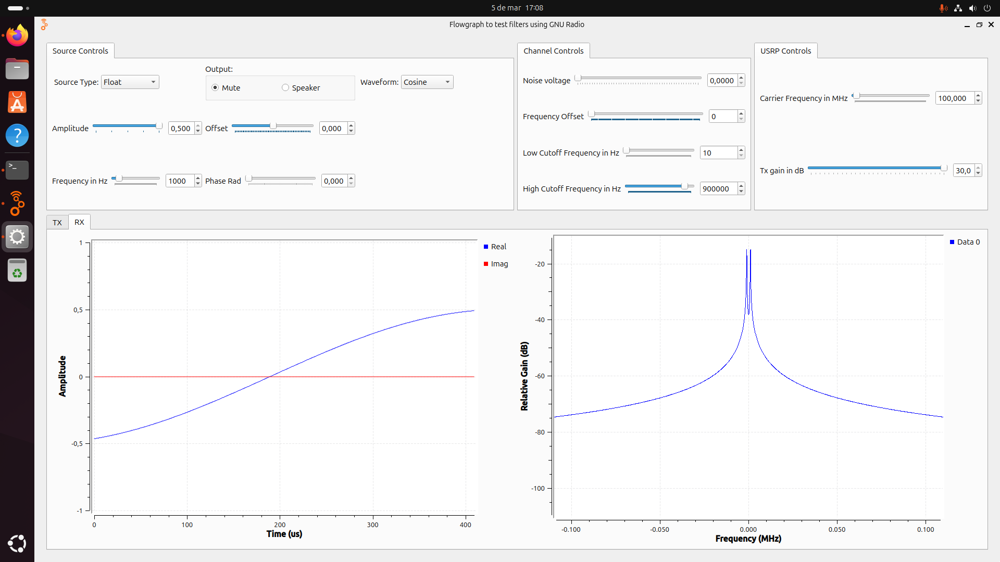 5 de mar 17:08
Flowgraph to test filters using GNU Radio
Source Controls
Source Type: Float
Output:
Mute
Speaker
Waveform: Cosine
Amplitude 0,500
Offset 0,000
Frequency in Hz 1000
Phase Rad 0,000
Channel Controls
Noise voltage 0,0000
Frequency Offset 0
Low Cutoff Frequency in Hz 10
High Cutoff Frequency in Hz 900000
USRP Controls
Carrier Frequency in MHz 100,000
Tx gain in dB 30,0
TX
RX
1
0,5
0
-0,5
-1
Amplitude
0 100 200 300 400
Time (us)
Real
Imag
-20
-40
-60
-80
-100
Relative Gain (dB)
-0.100 -0.050 0.000 0.050 0.100
Frequency (MHz)
Data 0
>_
?